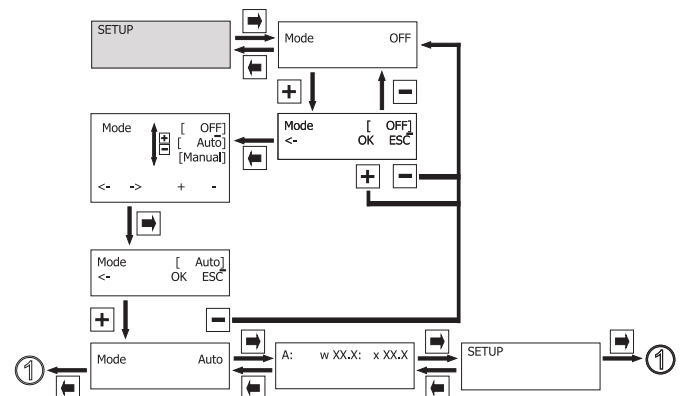 SETUP
Mode OFF
+ −
Mode [ OFF]
<- OK ESC
Mode + [ OFF]
− [ Auto]
[Manual]
<- -> + -
+ −
Mode [ Auto]
<- OK ESC
+ −
1
Mode Auto
A: w XX.X: x XX.X
SETUP
1